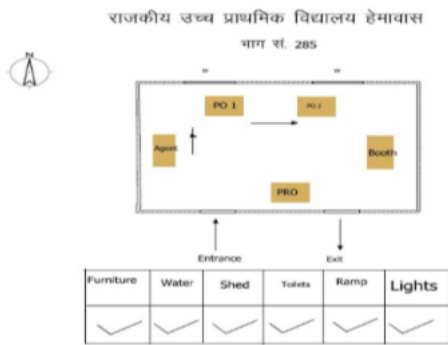 राजकीय उच्च प्राथमिक विद्यालय हेमावास
भाग सं. 285
N
W W
PO 1 PO 2
Agent Booth
PRO
Entrance Exit
Furniture Water Shed Toilets Ramp Lights